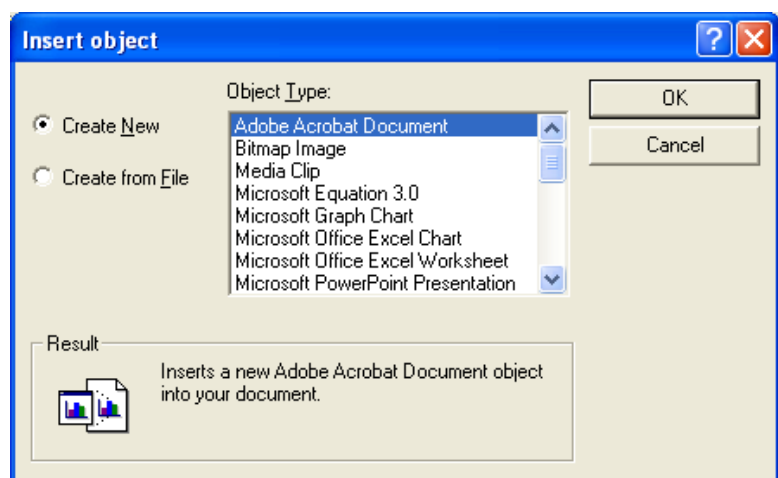 Insert object
Object Type:
Create New
Create from File
Adobe Acrobat Document
Bitmap Image
Media Clip
Microsoft Equation 3.0
Microsoft Graph Chart
Microsoft Office Excel Chart
Microsoft Office Excel Worksheet
Microsoft PowerPoint Presentation
OK
Cancel
Result
Inserts a new Adobe Acrobat Document object
into your document.